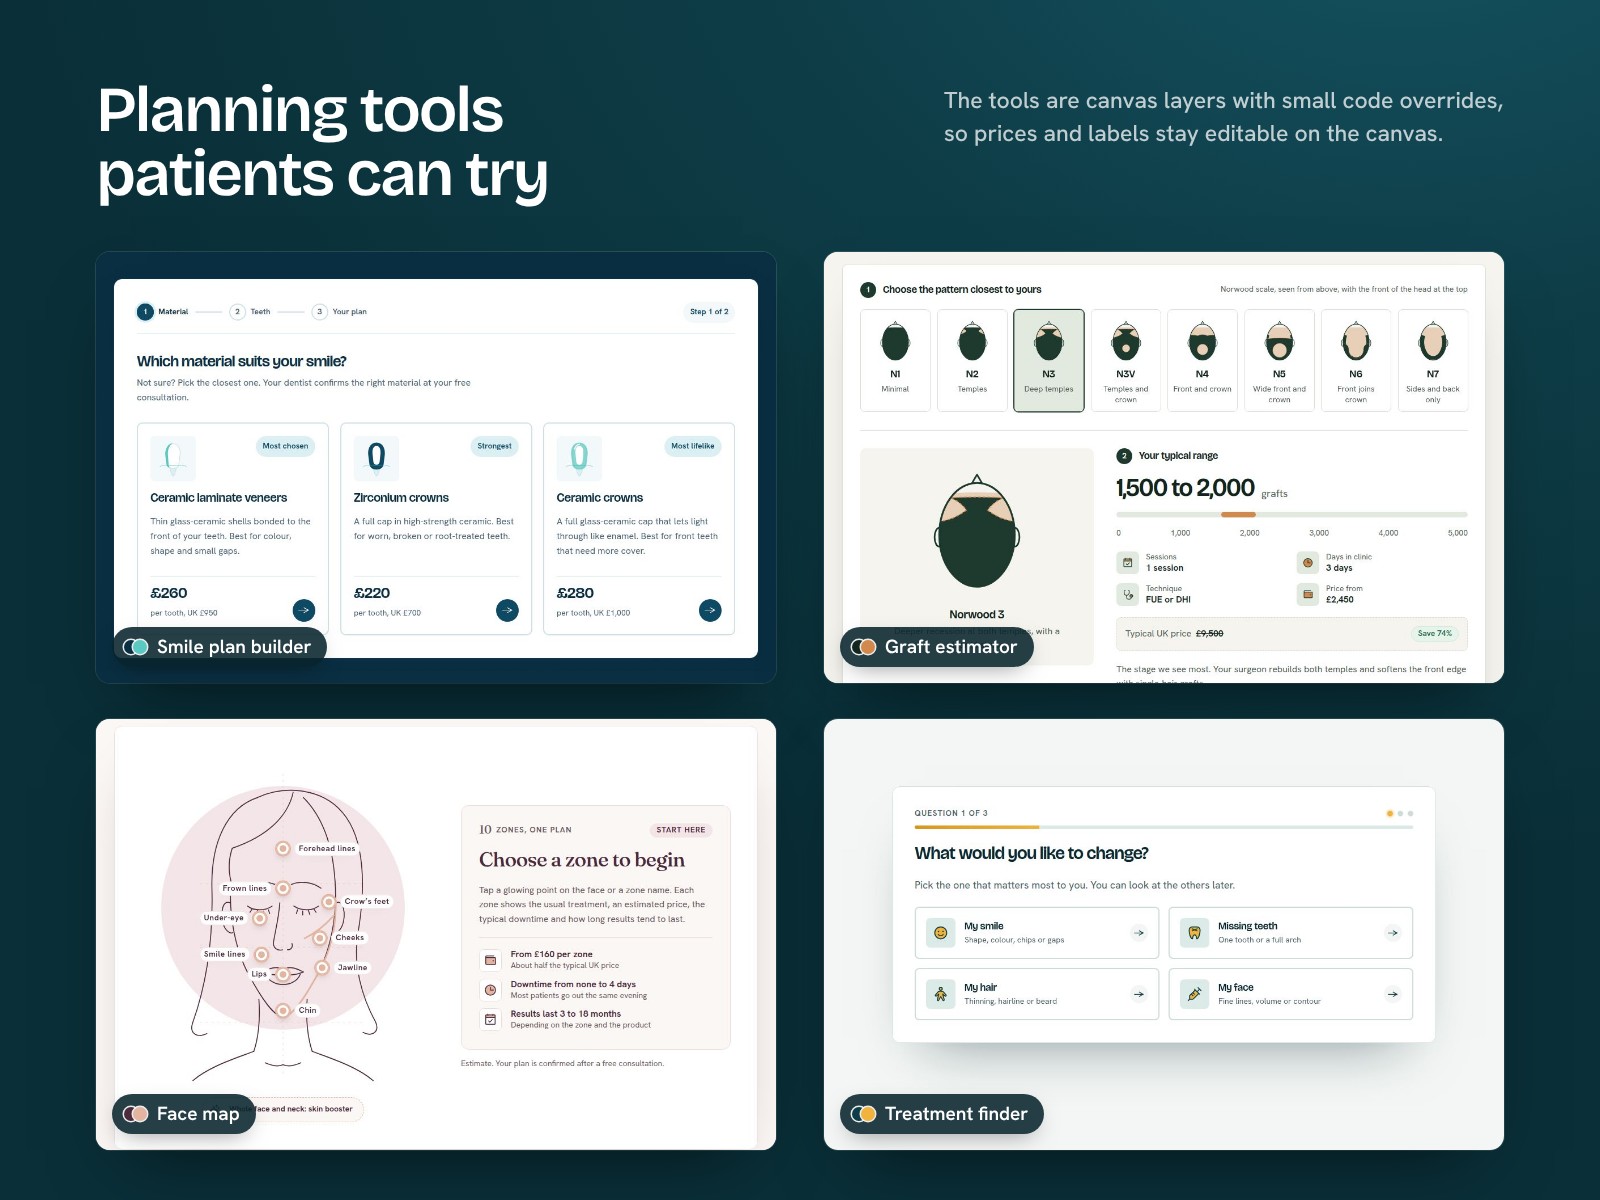 Planning tools
patients can try
The tools are canvas layers with small code overrides,
so prices and labels stay editable on the canvas.
1 Material
2 Teeth
3 Your plan
Step 1 of 2
Which material suits your smile?
Not sure? Pick the closest one. Your dentist confirms the right material at your free
consultation.
Most chosen
Ceramic laminate veneers
Thin glass-ceramic shells bonded to the
front of your teeth. Best for colour,
shape and small gaps.
£260
per tooth, UK £950
Strongest
Zirconium crowns
A full cap in high-strength ceramic. Best
for worn, broken or root-treated teeth.
£220
per tooth, UK £700
Most lifelike
Ceramic crowns
A full glass-ceramic cap that lets light
through like enamel. Best for front teeth
that need more cover.
£280
per tooth, UK £1,000
Smile plan builder
1 Choose the pattern closest to yours
Norwood scale, seen from above, with the front of the head at the top
N1
Minimal
N2
Temples
N3
Deep temples
N3V
Temples and
crown
N4
Front and crown
N5
Wide front and
crown
N6
Front joins
crown
N7
Sides and back
only
Norwood 3
with a
2 Your typical range
1,500 to 2,000 grafts
0 1,000 2,000 3,000 4,000 5,000
Sessions
1 session
Days in clinic
3 days
Technique
FUE or DHI
Price from
£2,450
Typical UK price £9,500
Save 74%
The stage we see most. Your surgeon rebuilds both temples and softens the front edge
Graft estimator
Forehead lines
Frown lines
Crow's feet
Under-eye
Cheeks
Smile lines
Lips
Jawline
Chin
face and neck: skin booster
10 ZONES, ONE PLAN
START HERE
Choose a zone to begin
Tap a glowing point on the face or a zone name. Each
zone shows the usual treatment, an estimated price, the
typical downtime and how long results tend to last.
From £160 per zone
About half the typical UK price
Downtime from none to 4 days
Most patients go out the same evening
Results last 3 to 18 months
Depending on the zone and the product
Estimate. Your plan is confirmed after a free consultation.
Face map
QUESTION 1 OF 3
What would you like to change?
Pick the one that matters most to you. You can look at the others later.
My smile
Shape, colour, chips or gaps
Missing teeth
One tooth or a full arch
My hair
Thinning, hairline or beard
My face
Fine lines, volume or contour
Treatment finder